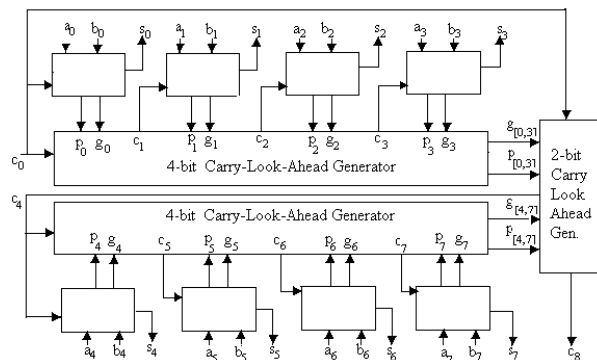 a0 b0 s0 a1 b1 s1 a2 b2 s2 a3 b3 s3
p0 g0 c1 p1 g1 c2 p2 g2 c3 p3 g3
g[0,3]
c0
4-bit Carry-Look-Ahead Generator
p[0,3]
2-bit
Carry
Look
Ahead
Gen.
c4
4-bit Carry-Look-Ahead Generator
g[4,7]
p4 g4 c5 p5 g5 c6 p6 g6 c7 p7 g7
p[4,7]
a4 b4 s4 a5 b5 s5 a6 b6 s6 a7 b7 s7 c8